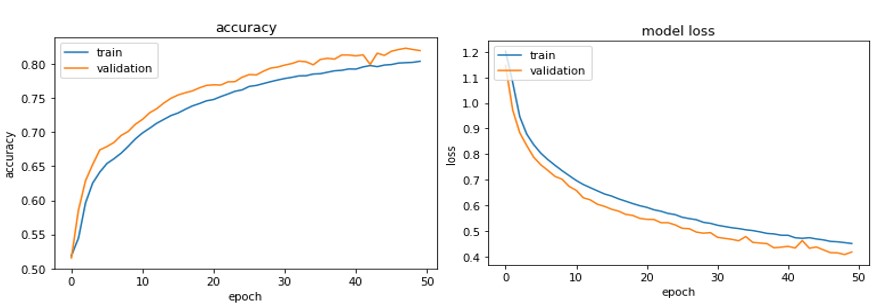 accuracy
train
validation
accuracy
0.80
0.75
0.70
0.65
0.60
0.55
0.50
0 10 20 30 40 50
epoch
model loss
train
validation
loss
1.2
1.1
1.0
0.9
0.8
0.7
0.6
0.5
0.4
0 10 20 30 40 50
epoch